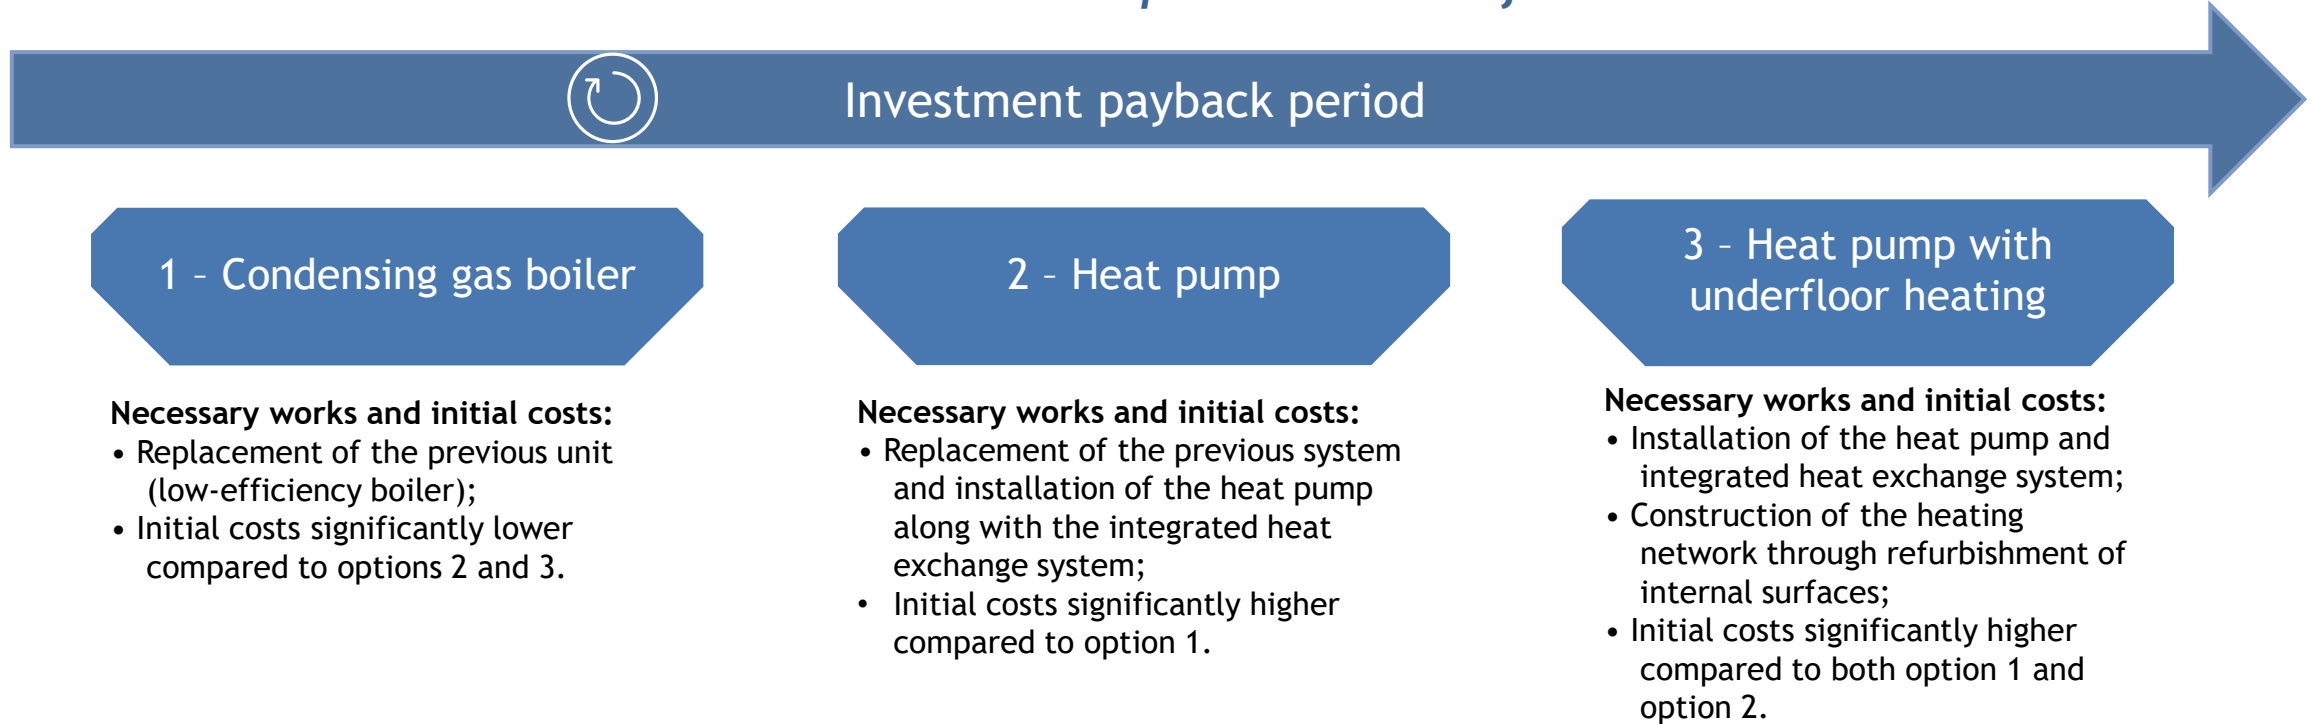 Investment payback period
1 – Condensing gas boiler
Necessary works and initial costs:
• Replacement of the previous unit
(low-efficiency boiler);
• Initial costs significantly lower
compared to options 2 and 3.
2 – Heat pump
Necessary works and initial costs:
• Replacement of the previous system
and installation of the heat pump
along with the integrated heat
exchange system;
• Initial costs significantly higher
compared to option 1.
3 – Heat pump with
underfloor heating
Necessary works and initial costs:
• Installation of the heat pump and
integrated heat exchange system;
• Construction of the heating
network through refurbishment of
internal surfaces;
• Initial costs significantly higher
compared to both option 1 and
option 2.